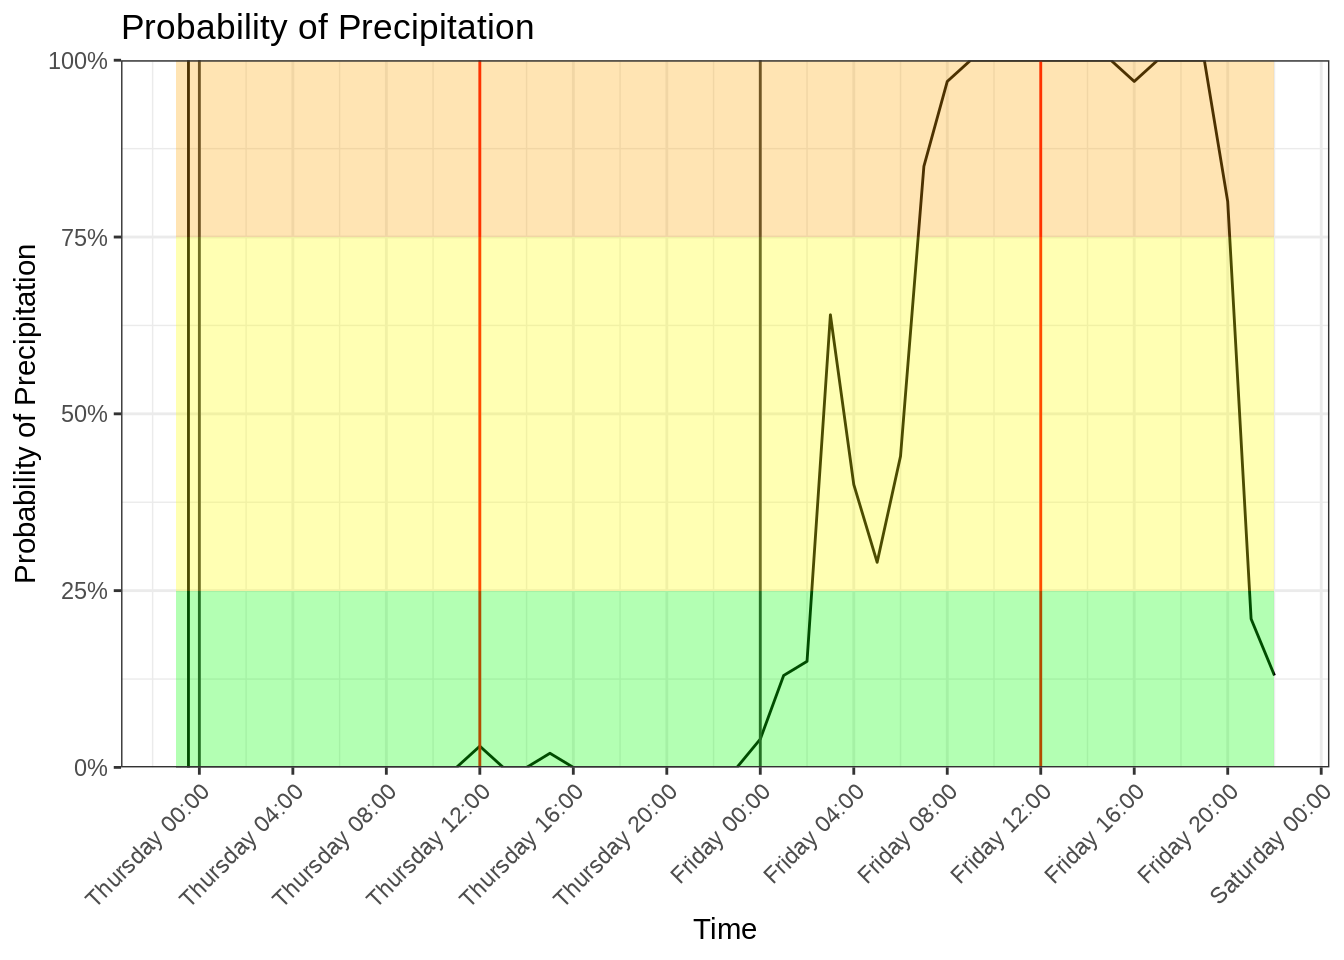 Probability of Precipitation
Probability of Precipitation
100%
75%
50%
25%
0%
Thursday 00:00
Thursday 04:00
Thursday 08:00
Thursday 12:00
Thursday 16:00
Thursday 20:00
Friday 00:00
Friday 04:00
Friday 08:00
Friday 12:00
Friday 16:00
Friday 20:00
Saturday 00:00
Time